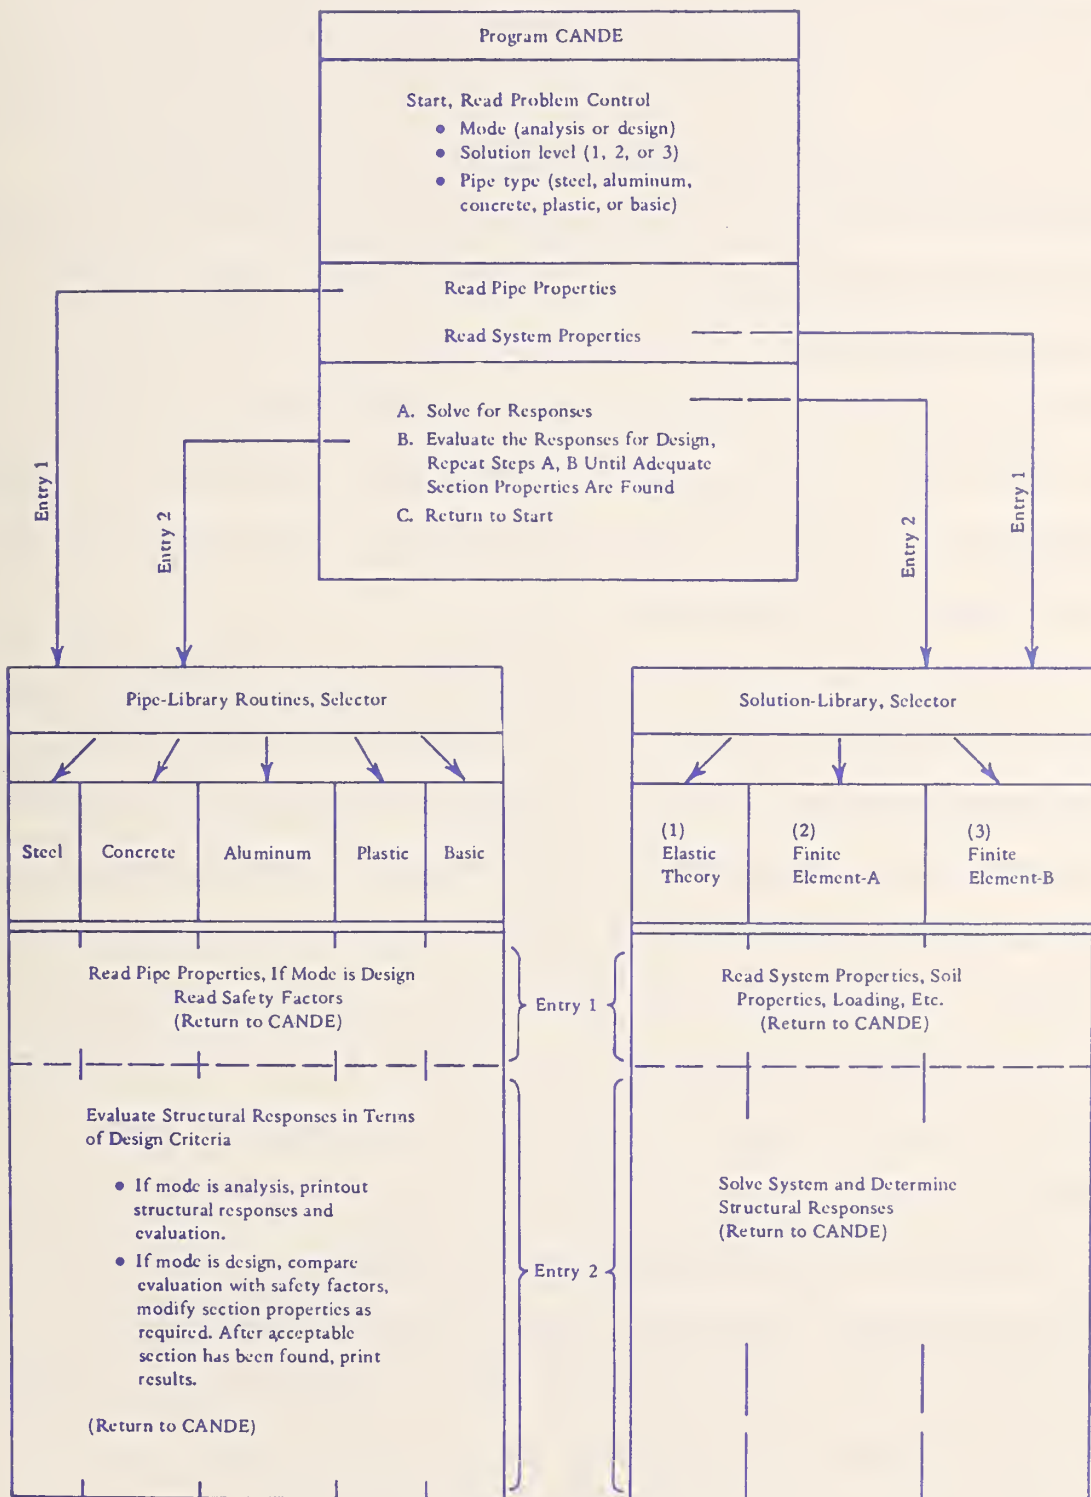 Program CANDE
Start, Read Problem Control
• Mode (analysis or design)
• Solution level (1, 2, or 3)
• Pipe type (steel, aluminum,
concrete, plastic, or basic)
Read Pipe Properties
Read System Properties
A. Solve for Responses
B. Evaluate the Responses for Design,
Repeat Steps A, B Until Adequate
Section Properties Are Found
C. Return to Start
Entry 1
Entry 2
Entry 2
Entry 1
Pipe-Library Routines, Selector
Steel
Concrete
Aluminum
Plastic
Basic
Solution-Library, Selector
(1)
Elastic
Theory
(2)
Finite
Element-A
(3)
Finite
Element-B
Read Pipe Properties, If Mode is Design
Read Safety Factors
(Return to CANDE)
Entry 1
Read System Properties, Soil
Properties, Loading, Etc.
(Return to CANDE)
Evaluate Structural Responses in Terms
of Design Criteria
• If mode is analysis, printout
structural responses and
evaluation.
• If mode is design, compare
evaluation with safety factors,
modify section properties as
required. After acceptable
section has been found, print
results.
(Return to CANDE)
Entry 2
Solve System and Determine
Structural Responses
(Return to CANDE)